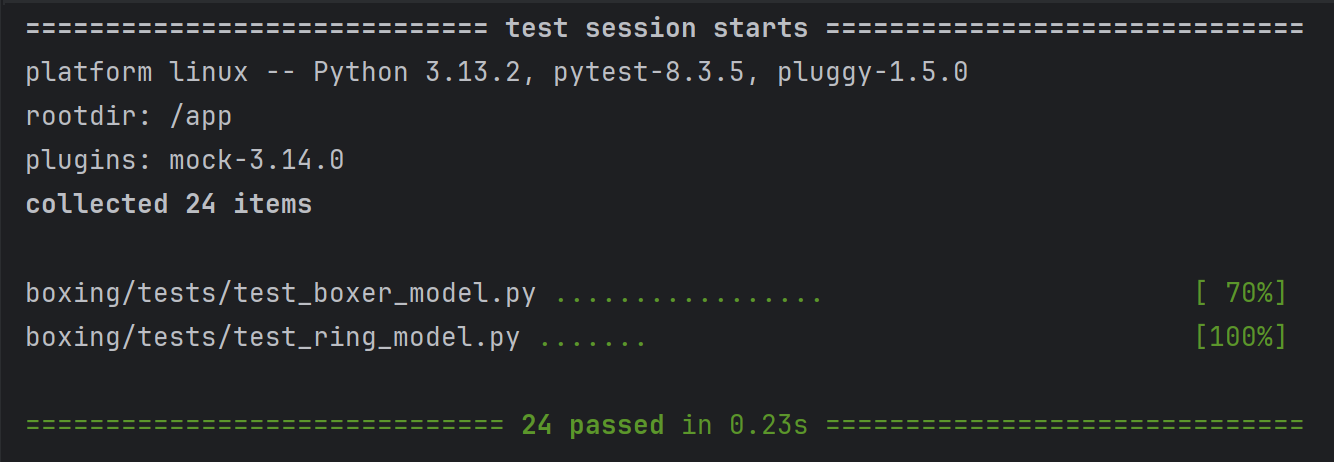 ============================= test session starts ==============================
platform linux -- Python 3.13.2, pytest-8.3.5, pluggy-1.5.0
rootdir: /app
plugins: mock-3.14.0
collected 24 items
boxing/tests/test_boxer_model.py ................. [ 70%]
boxing/tests/test_ring_model.py ....... [100%]
============================== 24 passed in 0.23s ==============================